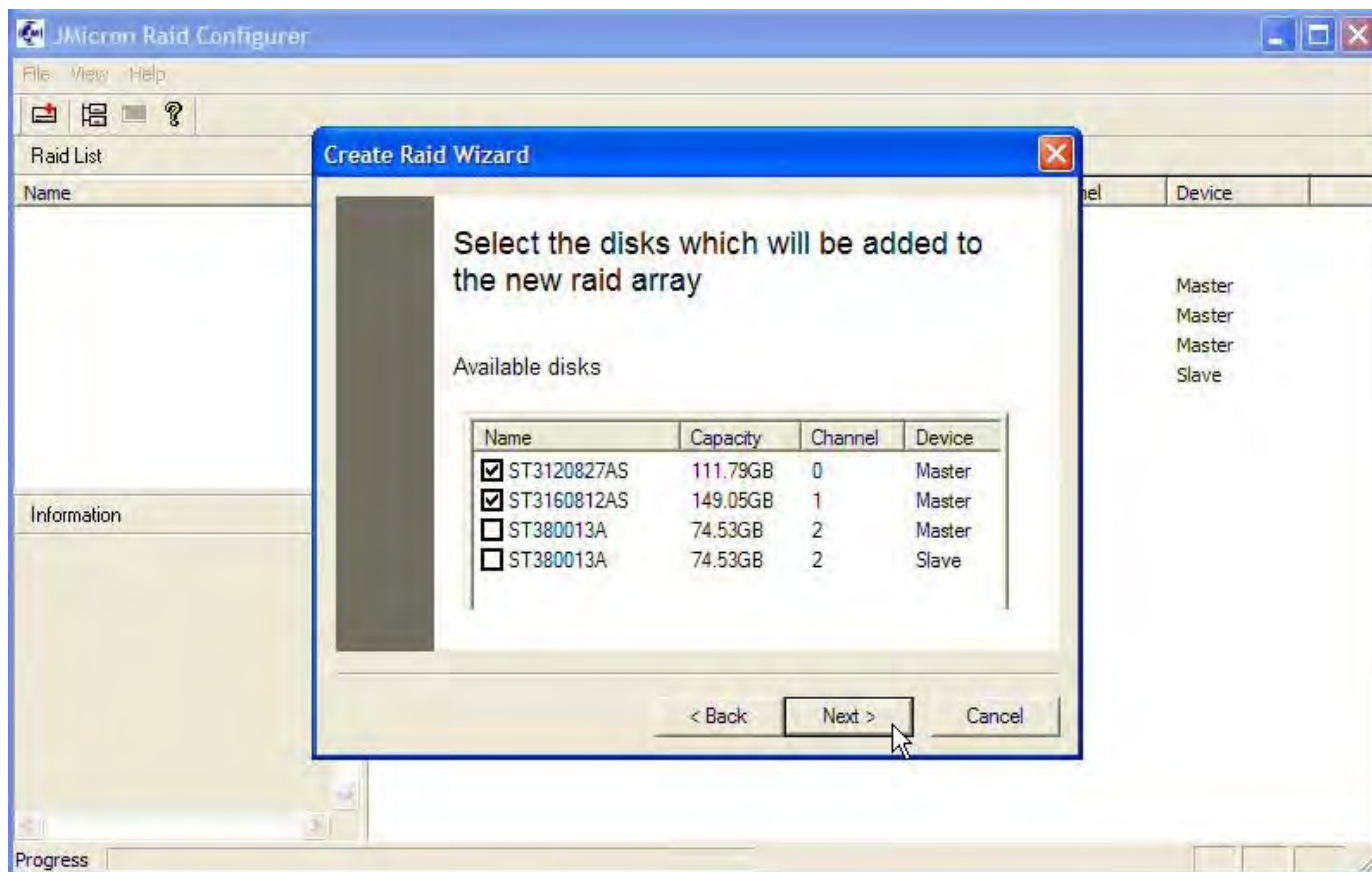 JMicron Raid Configurer
File View Help
Raid List
Name
nel Device
Master
Master
Master
Slave
Information
Progress
Create Raid Wizard
Select the disks which will be added to
the new raid array
Available disks
Name Capacity Channel Device
ST3120827AS 111.79GB 0 Master
ST3160812AS 149.05GB 1 Master
ST380013A 74.53GB 2 Master
ST380013A 74.53GB 2 Slave
< Back Next > Cancel